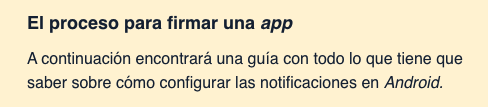 El proceso para firmar una app
A continuación encontrará una guía con todo lo que tiene que
saber sobre cómo configurar las notificaciones en Android.